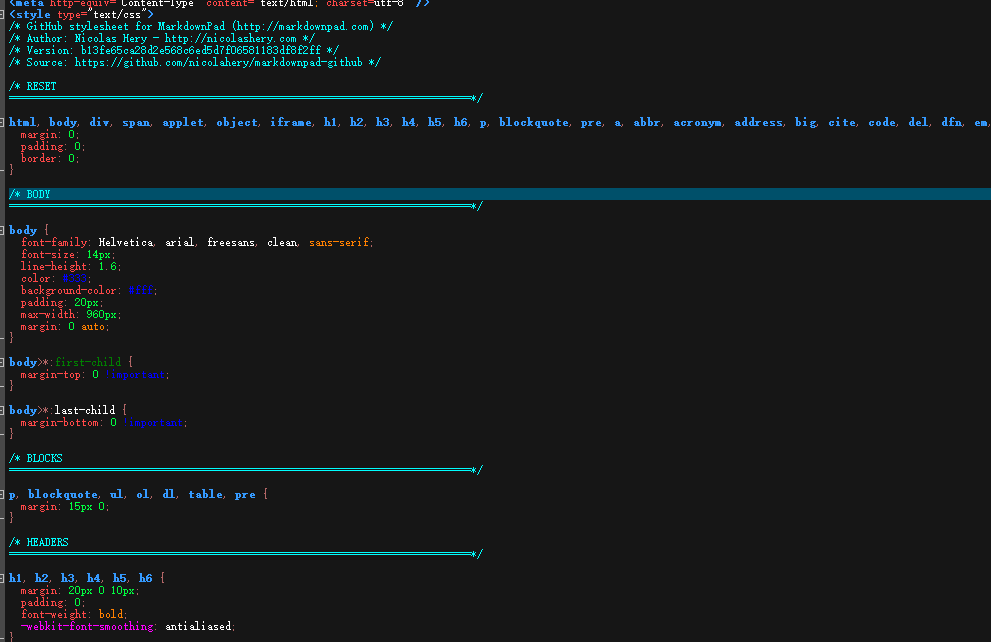 <meta http-equiv="Content-Type" content="text/html; charset=utf-8" />
<style type="text/css">
/* GitHub stylesheet for MarkdownPad (http://markdownpad.com) */
/* Author: Nicolas Hery - http://nicolashery.com */
/* Version: b13fe65ca28d2e568c6ed5d7f06581183df8f2ff */
/* Source: https://github.com/nicolahery/markdownpad-github */
/* RESET
=============================================================================*/
html, body, div, span, applet, object, iframe, h1, h2, h3, h4, h5, h6, p, blockquote, pre, a, abbr, acronym, address, big, cite, code, del, dfn, em,
margin: 0;
padding: 0;
border: 0;
}
/* BODY
=============================================================================*/
body {
font-family: Helvetica, arial, freesans, clean, sans-serif;
font-size: 14px;
line-height: 1.6;
color: ;
background-color: ;
padding: 20px;
max-width: 960px;
margin: 0 auto;
}
body>*:first-child {
margin-top: 0 !important;
}
body>*:last-child {
margin-bottom: 0 !important;
}
/* BLOCKS
=============================================================================*/
p, blockquote, ul, ol, dl, table, pre {
margin: 15px 0;
}
/* HEADERS
=============================================================================*/
h1, h2, h3, h4, h5, h6 {
margin: 20px 0 10px;
padding: 0;
font-weight: bold;
-webkit-font-smoothing: antialiased;
}